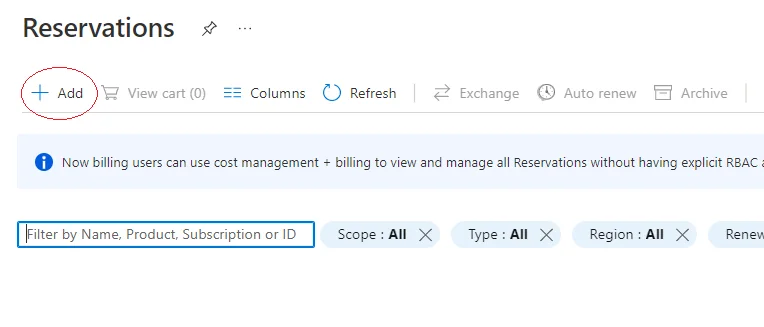 Reservations
Add View cart (0) Columns Refresh Exchange Auto renew Archive
Now billing users can use cost management + billing to view and manage all Reservations without having explicit RBAC a
Filter by Name, Product, Subscription or ID Scope : All Type : All Region : All Renew